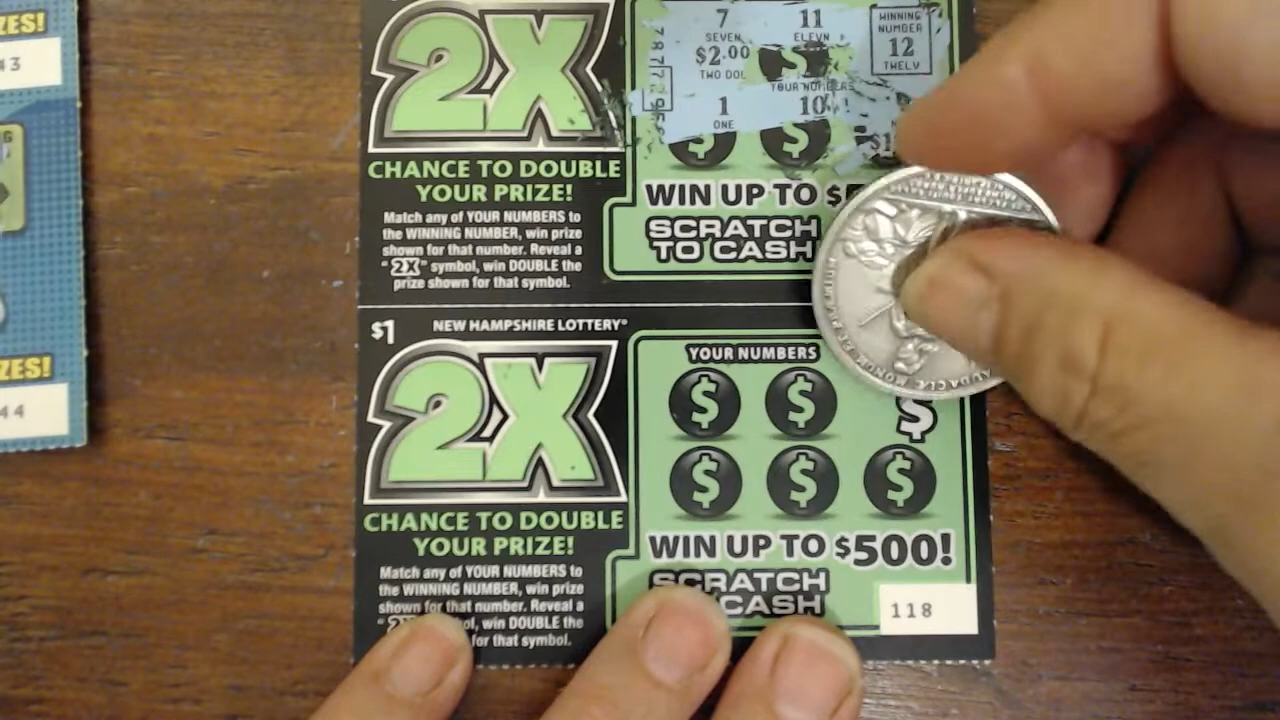 ZES!
43
ZES!
44
2X
CHANCE TO DOUBLE
YOUR PRIZE!
Match any of YOUR NUMBERS to
the WINNING NUMBER, win prize
shown for that number. Reveal a
"2X" symbol, win DOUBLE the
prize shown for that symbol.
7 11
SEVEN ELEVN
$2.00 $
TWO DOL
YOUR NUMBERS
1 10
ONE
$ $ $1
WINNING
NUMBER
12
TWELV
WIN UP TO $
SCRATCH
TO CASH
$1 NEW HAMPSHIRE LOTTERY®
2X
CHANCE TO DOUBLE
YOUR PRIZE!
Match any of YOUR NUMBERS to
the WINNING NUMBER, win prize
shown for that number. Reveal a
ol, win DOUBLE the
for that symbol.
YOUR NUMBERS
$ $ $
$ $ $
WIN UP TO $500!
SCRATCH
CASH
118